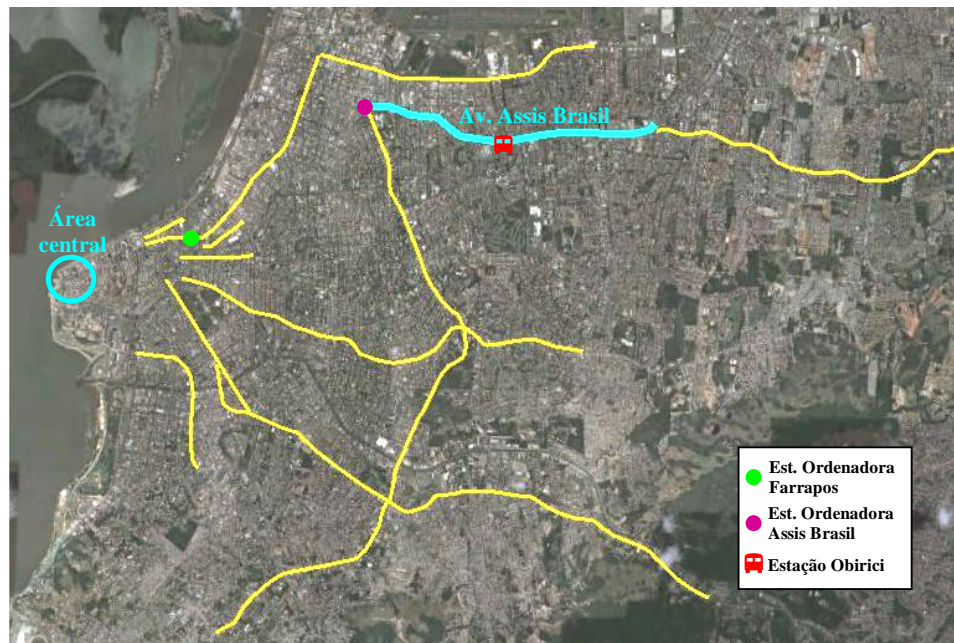 Av. Assis Brasil
Área
central
Est. Ordenadora
Farrapos
Est. Ordenadora
Assis Brasil
Estação Obirici